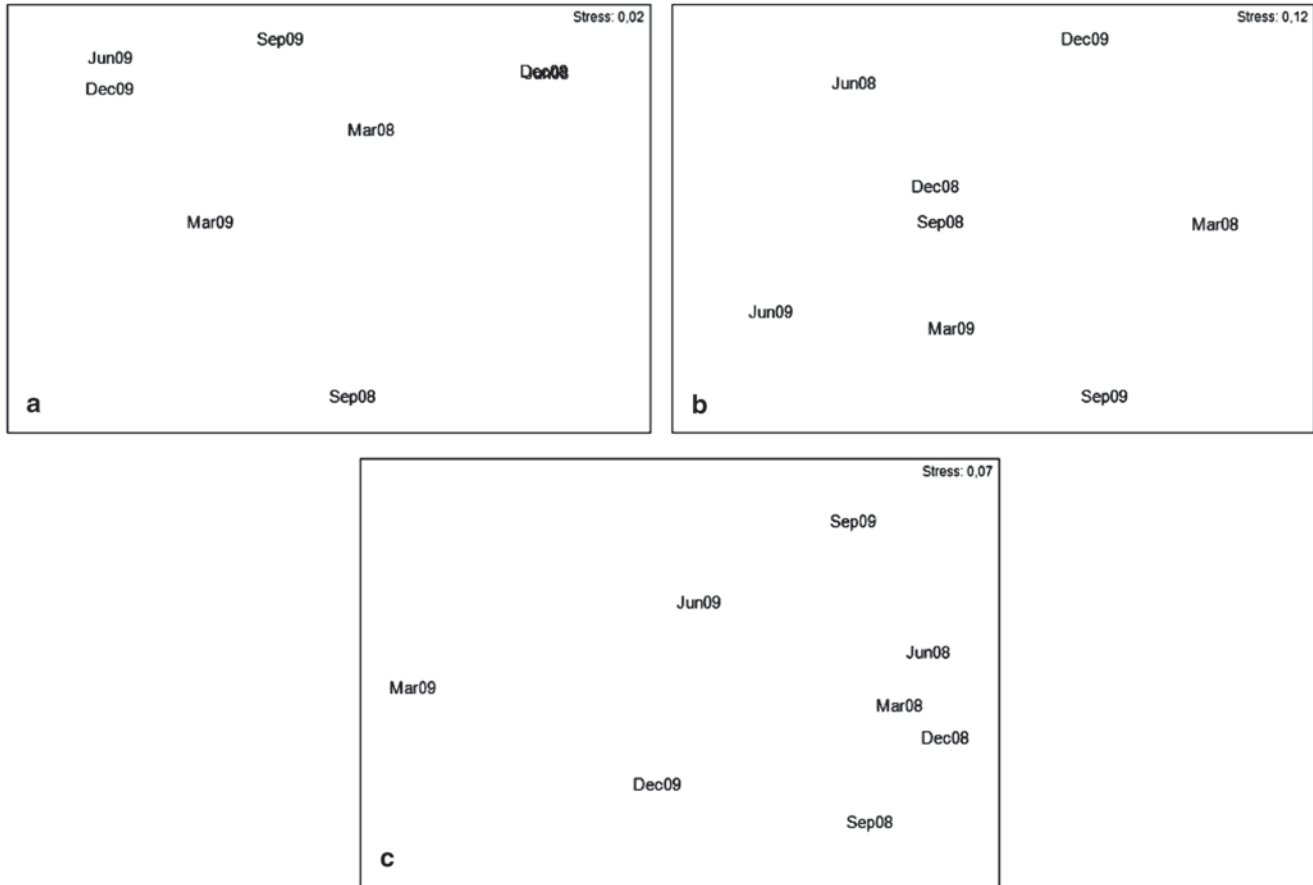 Stress: 0,02
Sep09
Jun09
Dec09
Mar08
Mar09
Sep08
a
Stress: 0,12
Dec09
Jun08
Dec08
Sep08
Mar08
Jun09
Mar09
Sep09
b
Stress: 0,07
Sep09
Jun09
Jun08
Mar09
Mar08
Dec08
Dec09
Sep08
c